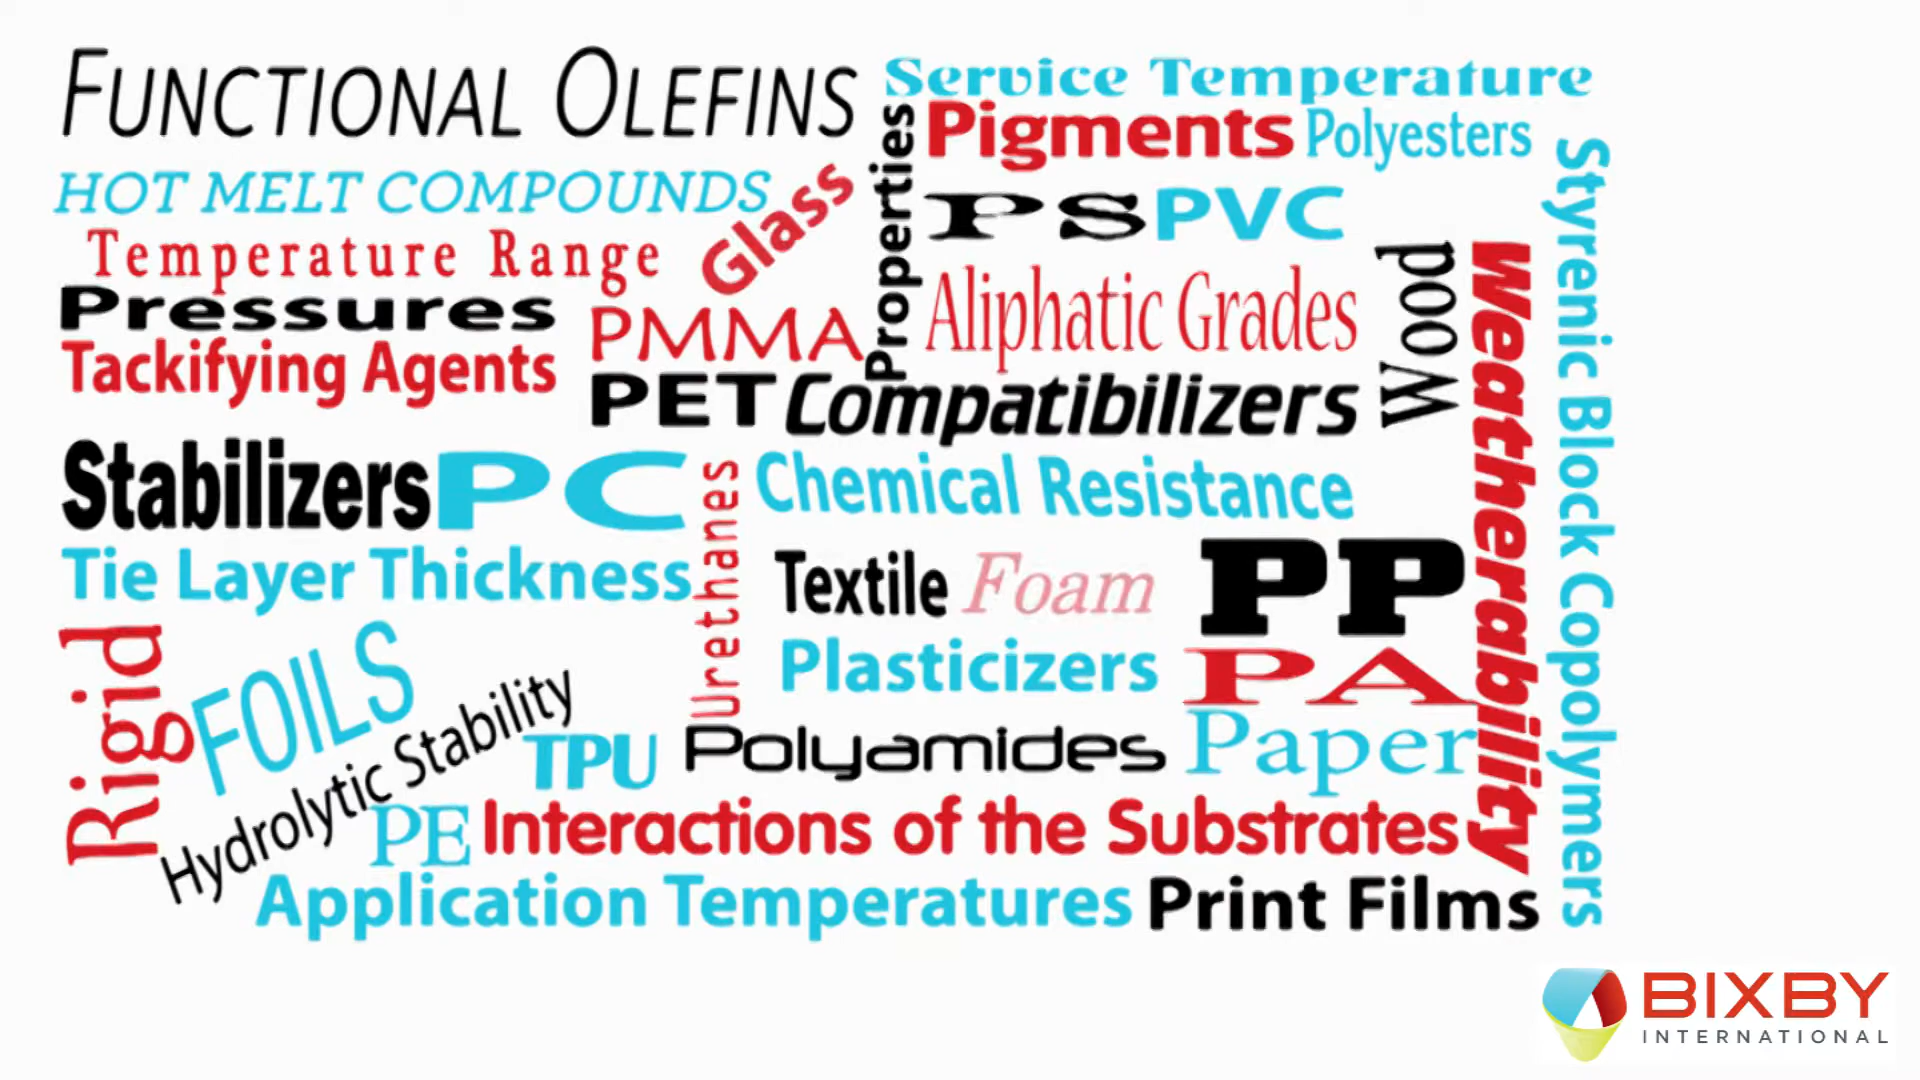 FUNCTIONAL OLEFINS
Service Temperature
Properties
Pigments
Polyesters
HOT MELT COMPOUNDS
Glass
PS
PVC
Styrenic Block Copolymers
Temperature Range
Aliphatic Grades
Wood
Weatherability
Pressures
PMMA
Tackifying Agents
PET
Compatibilizers
Stabilizers
PC
Urethanes
Chemical Resistance
Tie Layer Thickness
Textile
Foam
PP
Rigid
FOILS
Plasticizers
PA
Hydrolytic Stability
TPU
Polyamides
Paper
PE
Interactions of the Substrates
Application Temperatures
Print Films
BIXBY
INTERNATIONAL